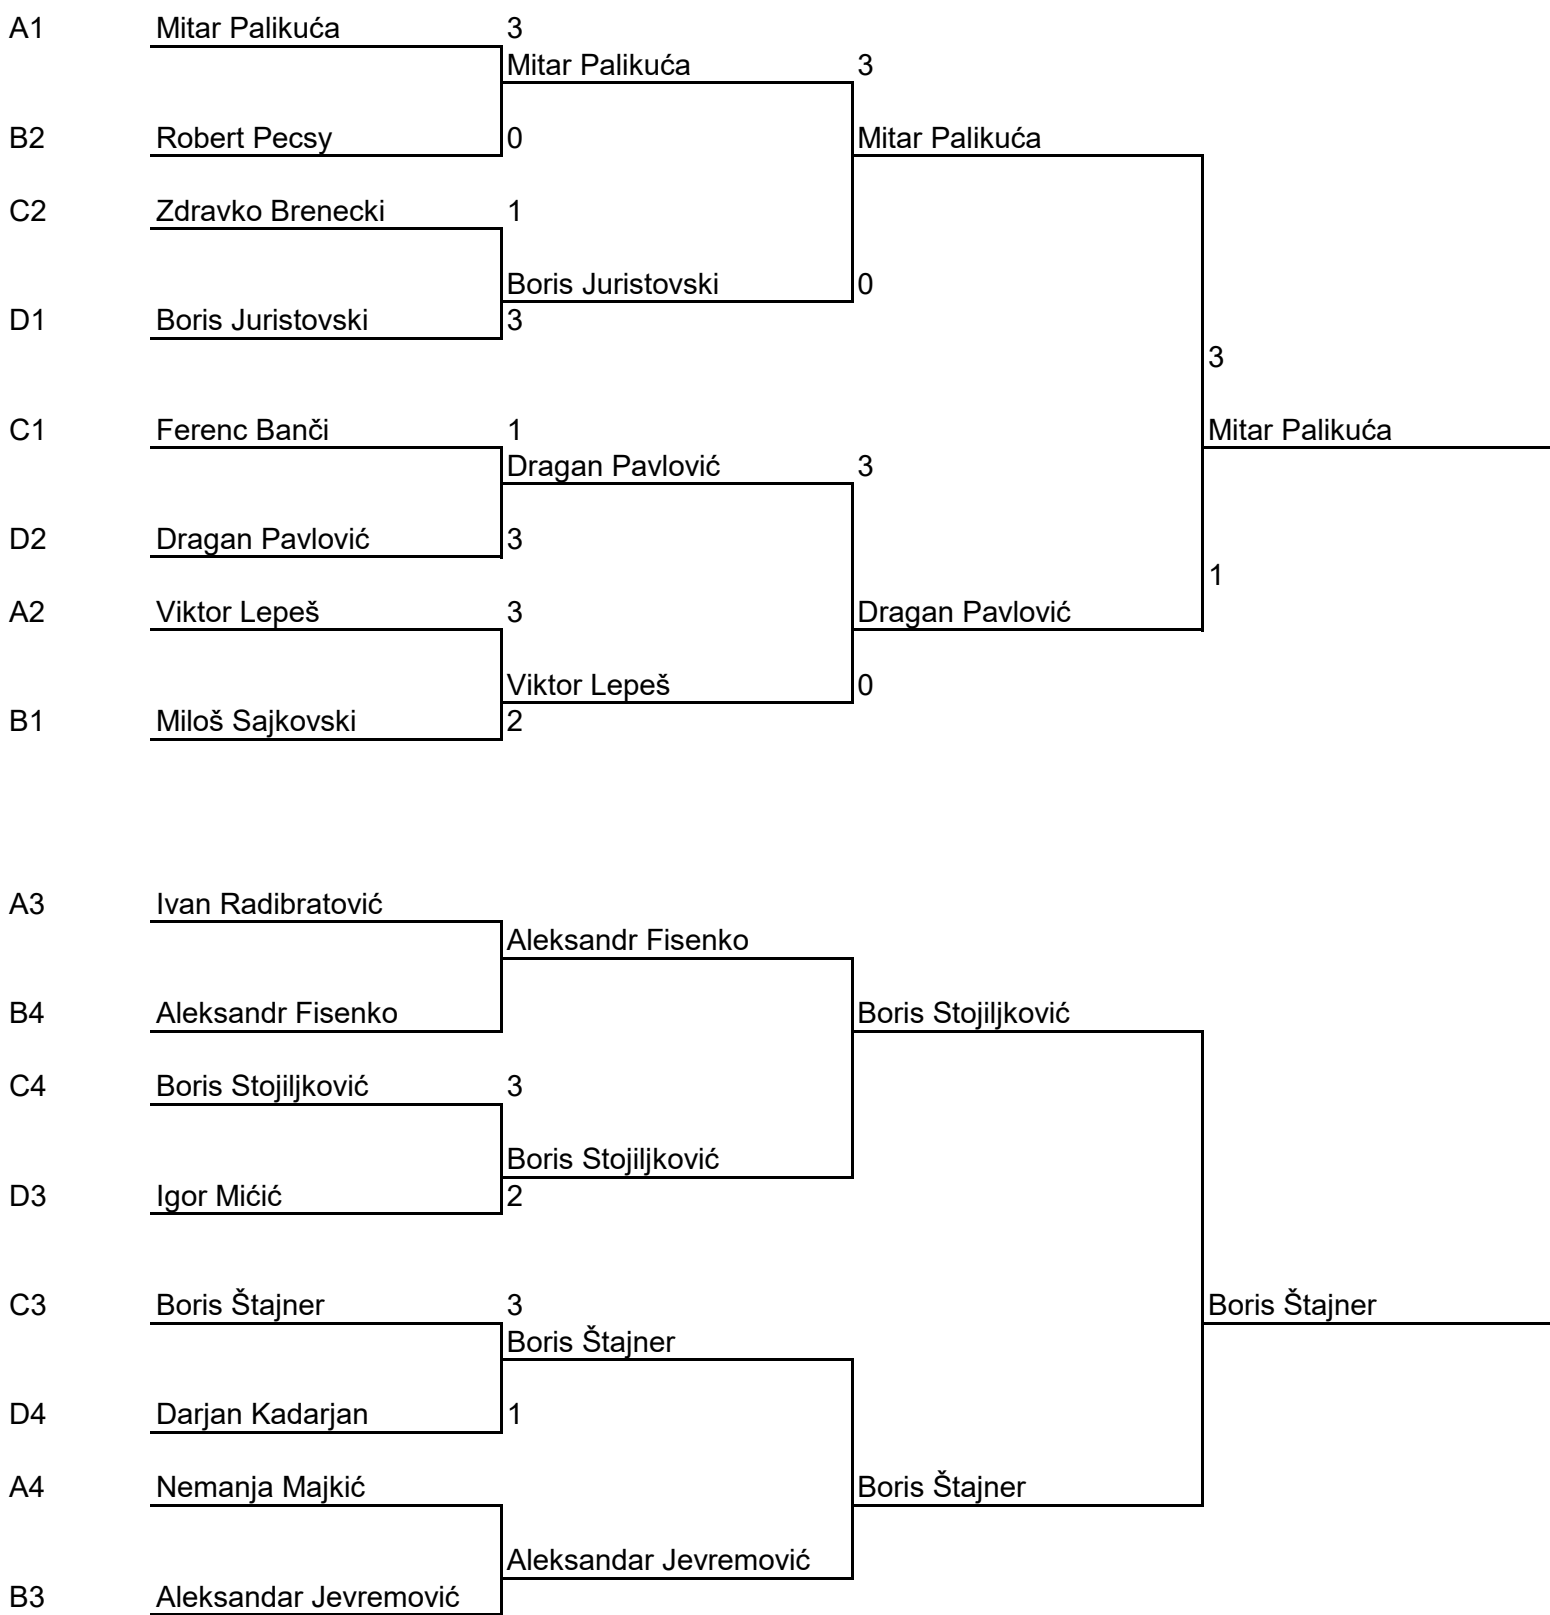 A1 Mitar Palikuća 3
Mitar Palikuća 3
B2 Robert Pecsy 0 Mitar Palikuća
C2 Zdravko Brenecki 1
Boris Juristovski 0
D1 Boris Juristovski 3
3
C1 Ferenc Banči 1 Mitar Palikuća
Dragan Pavlović 3
D2 Dragan Pavlović 3
1
A2 Viktor Lepeš 3 Dragan Pavlović
Viktor Lepeš 0
B1 Miloš Sajkovski 2
A3 Ivan Radibratović
Aleksandr Fisenko
B4 Aleksandr Fisenko Boris Stojiljković
C4 Boris Stojiljković 3
Boris Stojiljković
D3 Igor Mićić 2
C3 Boris Štajner 3 Boris Štajner
Boris Štajner
D4 Darjan Kadarjan 1
A4 Nemanja Majkić Boris Štajner
Aleksandar Jevremović
B3 Aleksandar Jevremović